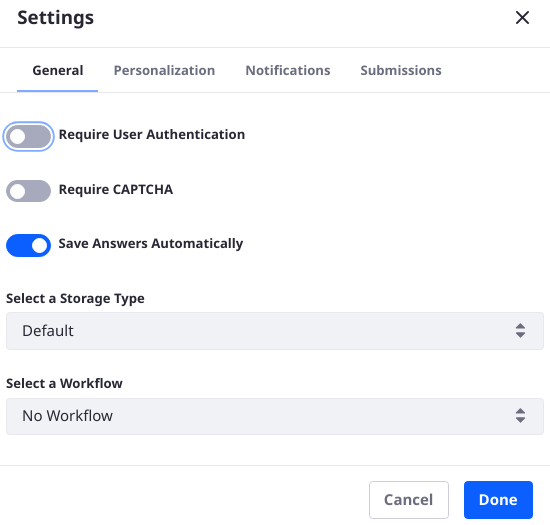 Settings
General Personalization Notifications Submissions
Require User Authentication
Require CAPTCHA
Save Answers Automatically
Select a Storage Type
Default
Select a Workflow
No Workflow
Cancel Done